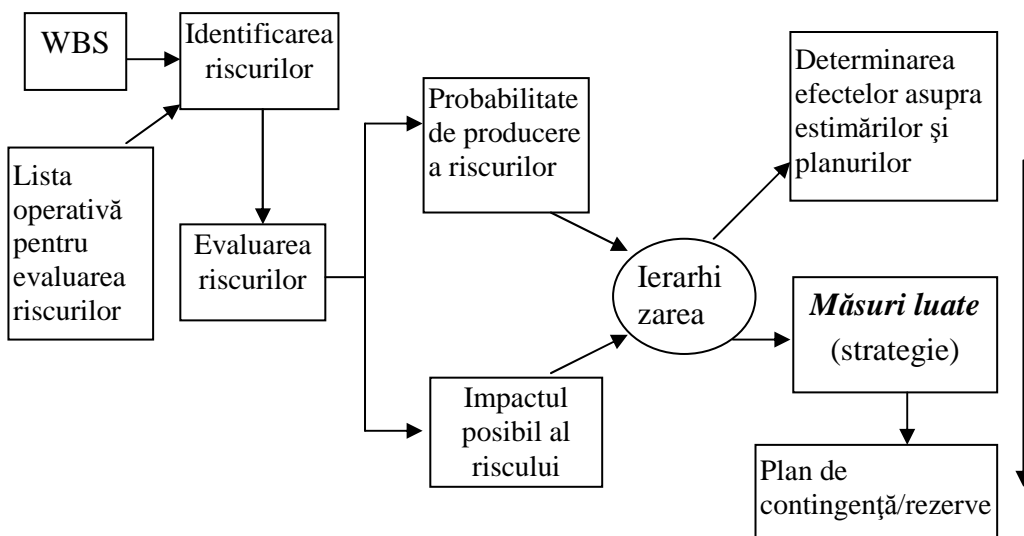 WBS
Identificarea
riscurilor
Lista
operativă
pentru
evaluarea
riscurilor
Evaluarea
riscurilor
Probabilitate
de producere
a riscurilor
Impactul
posibil al
riscului
Ierarhi
zarea
Determinarea
efectelor asupra
estimărilor şi
planurilor
Măsuri luate
(strategie)
Plan de
contingenţă/rezerve